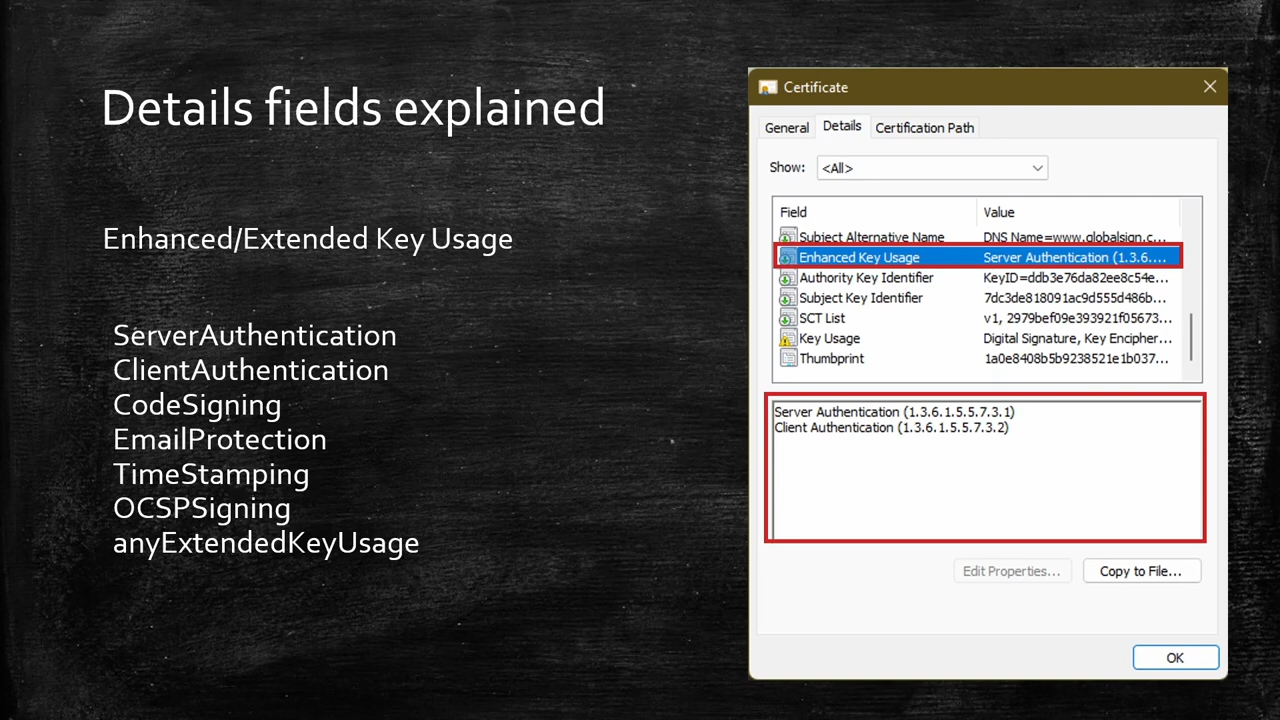 Details fields explained
Enhanced/Extended Key Usage
ServerAuthentication
ClientAuthentication
CodeSigning
EmailProtection
TimeStamping
OCSPSigning
anyExtendedKeyUsage
Certificate
General Details Certification Path
Show: <All>
Field Value
Subject Alternative Name DNS Name=www.globalsign.c...
Enhanced Key Usage Server Authentication (1.3.6....
Authority Key Identifier KeyID=ddb3e76da82ee8c54e...
Subject Key Identifier 7dc3de818091ac9d555d486b...
SCT List v1, 2979bef09e393921f05673...
Key Usage Digital Signature, Key Encipher...
Thumbprint 1a0e8408b5b9238521e1b037...
Server Authentication (1.3.6.1.5.5.7.3.1)
Client Authentication (1.3.6.1.5.5.7.3.2)
Edit Properties... Copy to File...
OK